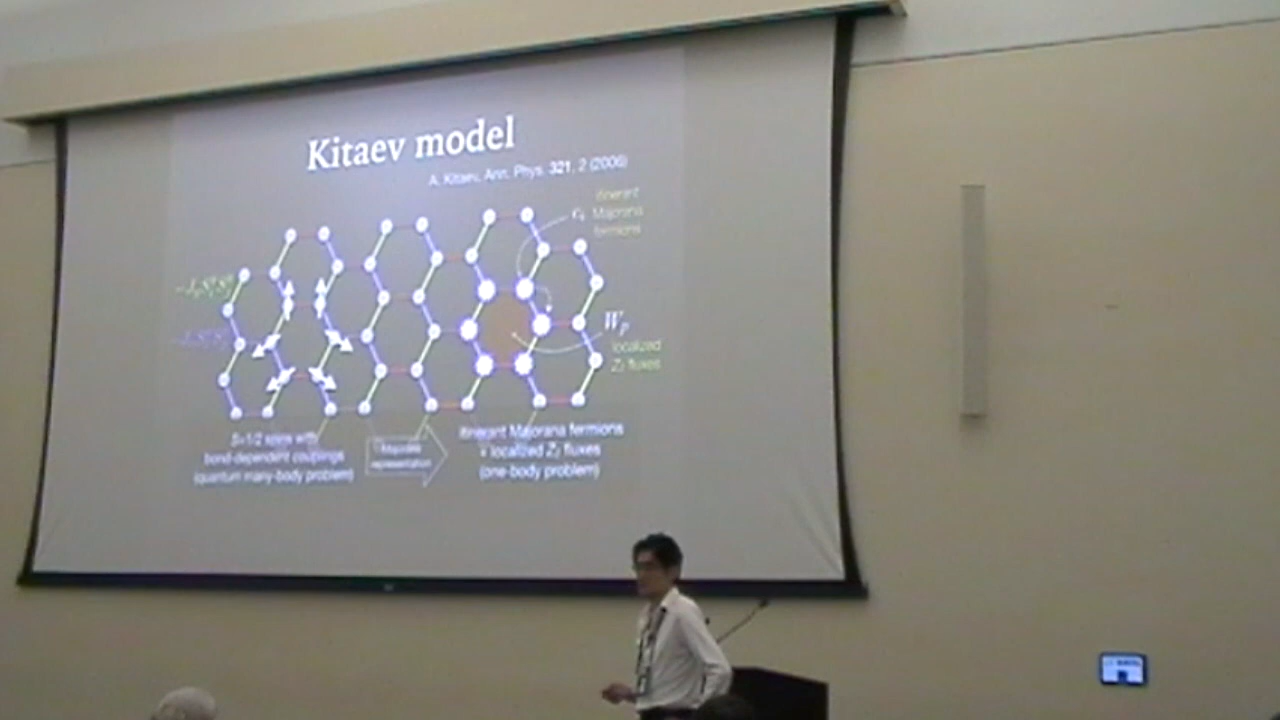 Kitaev model
A. Kitaev, Ann. Phys. 321, 2 (2006)
itinerant
Majorana
fermions
Wp
localized
Z2 fluxes
S=1/2 spins with
bond-dependent couplings
(quantum many-body problem)
Majorana
representation
itinerant Majorana fermions
+ localized Z2 fluxes
(one-body problem)